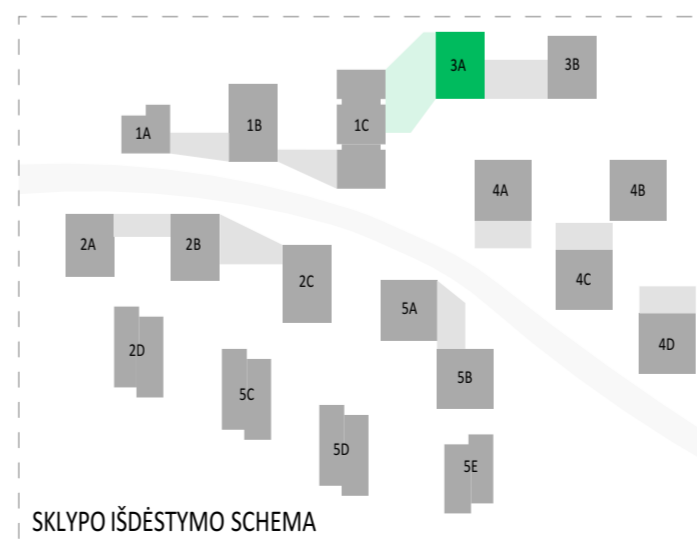 3A
3B
1A
1B
1C
4A
4B
2A
2B
2C
4C
5A
4D
2D
5B
5C
5D
5E
SKLYPO IŠDĖSTYMO SCHEMA